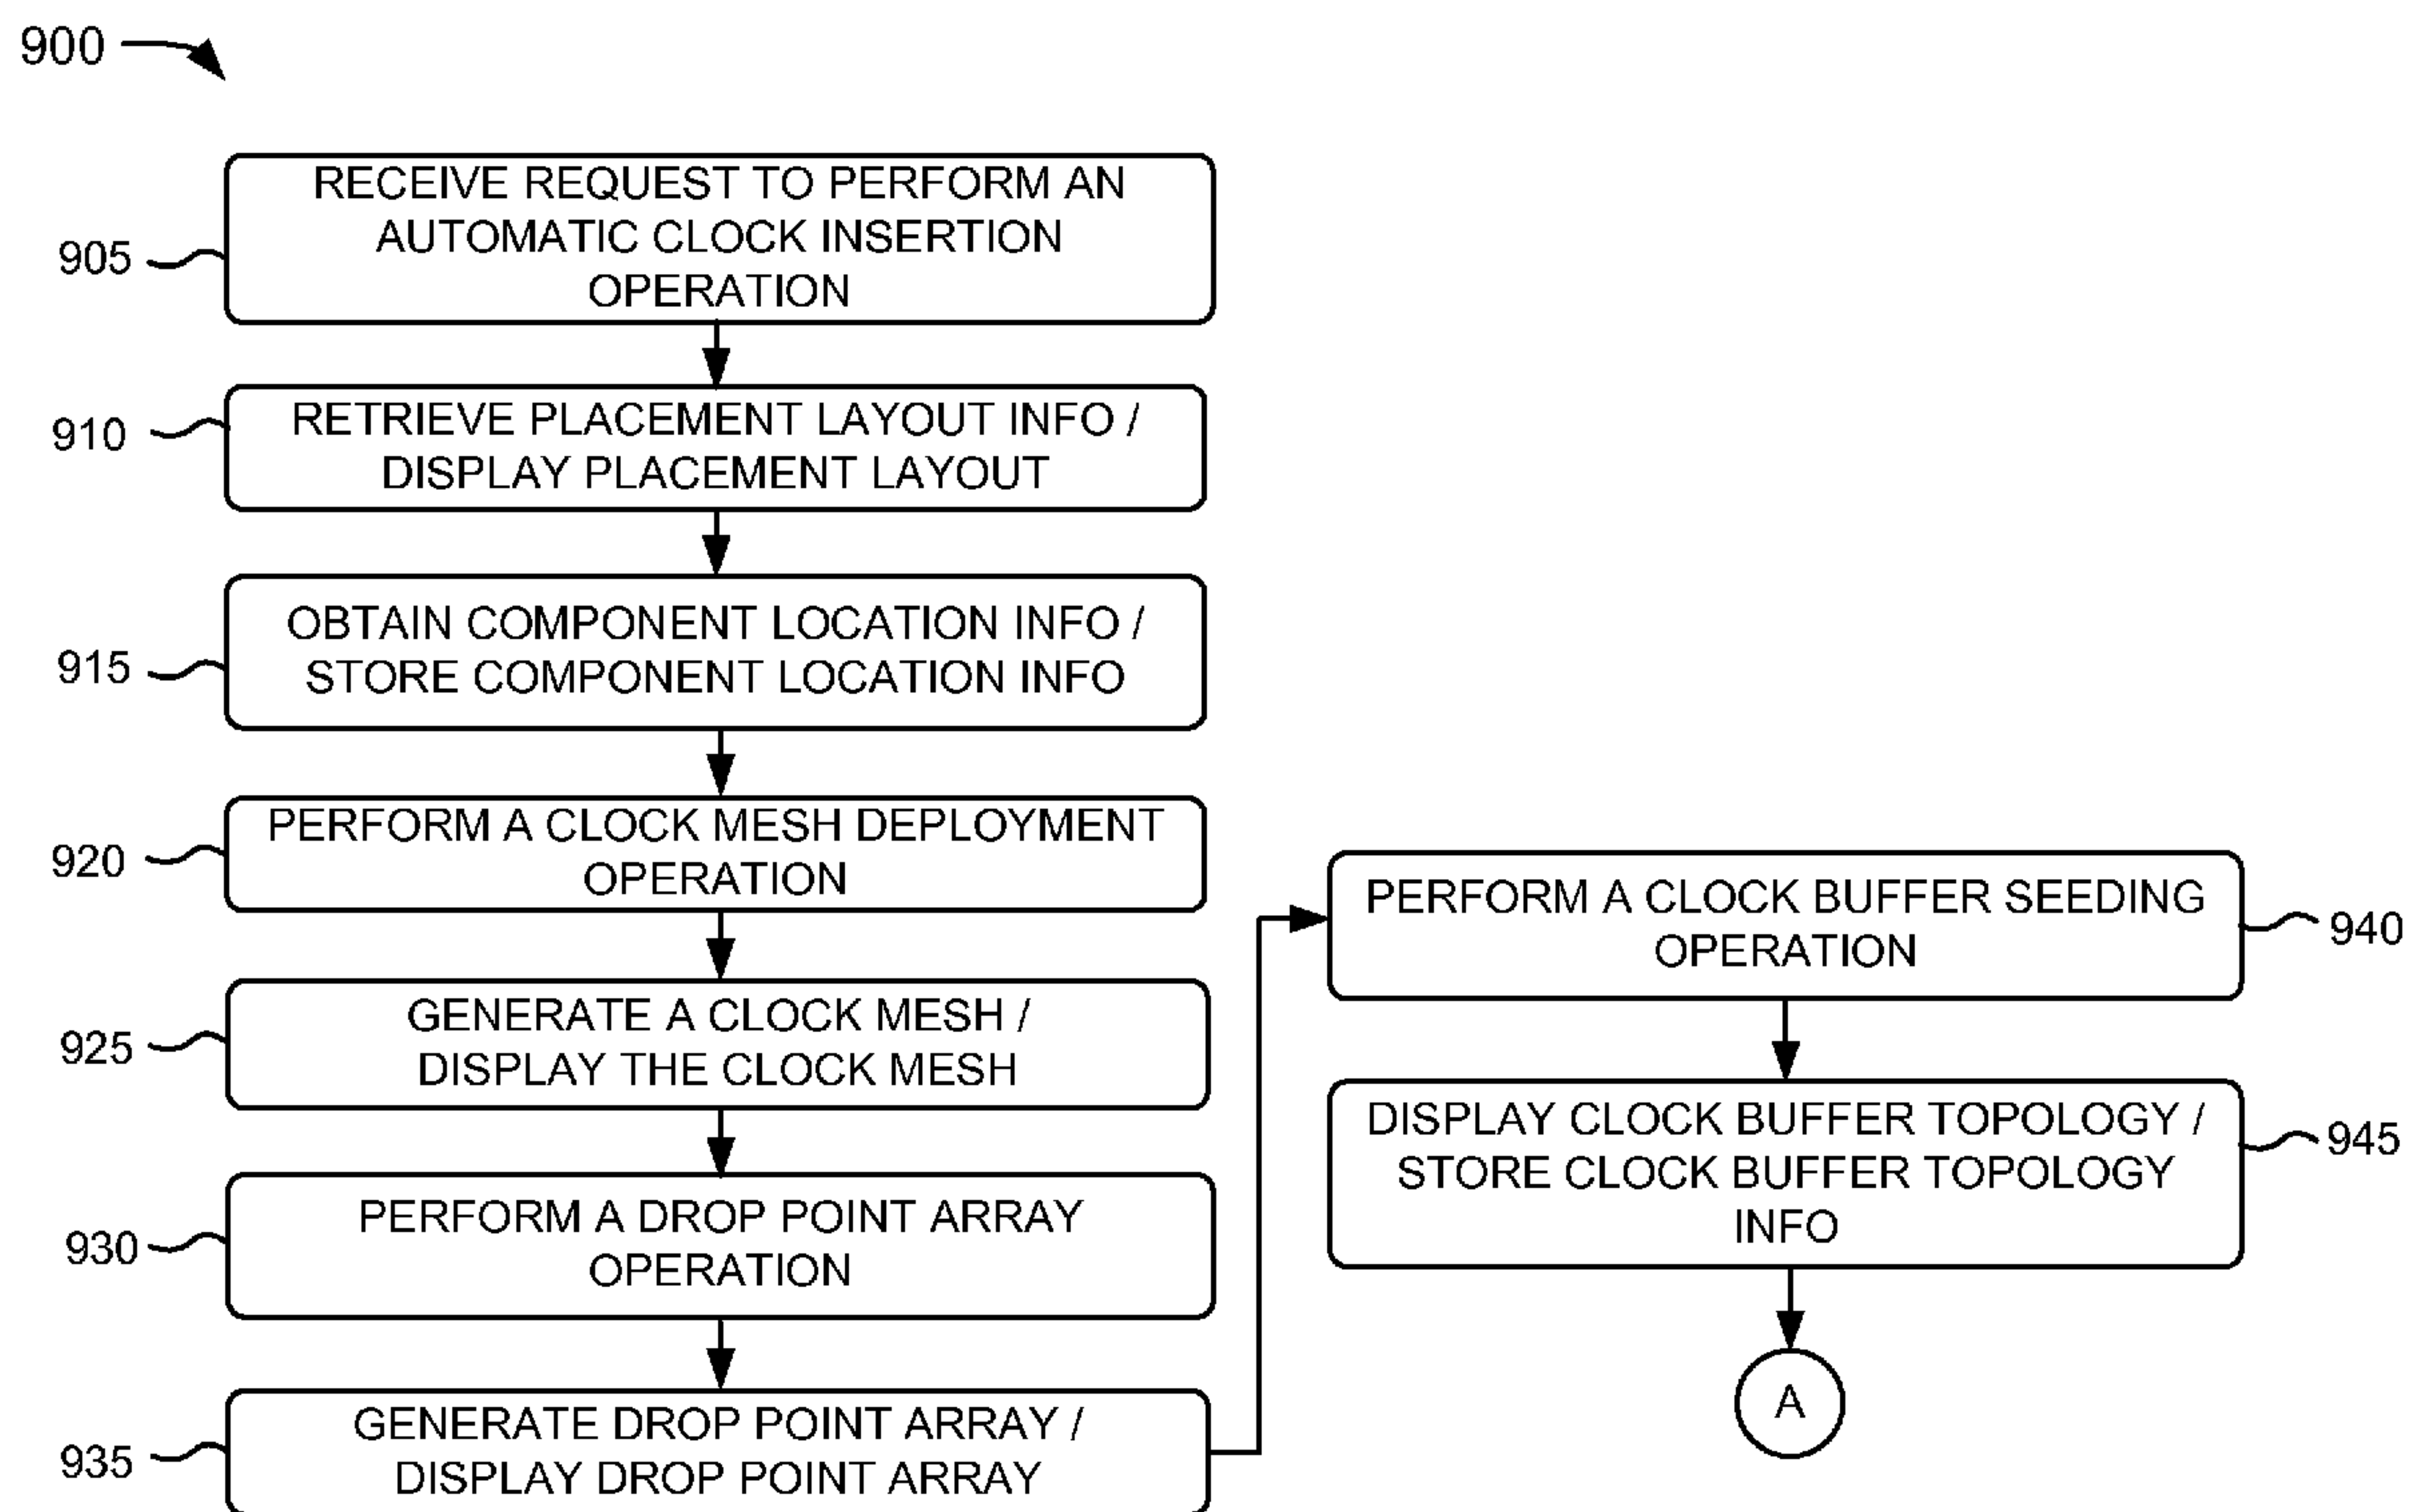 900
RECEIVE REQUEST TO PERFORM AN
AUTOMATIC CLOCK INSERTION
OPERATION
905
RETRIEVE PLACEMENT LAYOUT INFO /
DISPLAY PLACEMENT LAYOUT
910
OBTAIN COMPONENT LOCATION INFO /
STORE COMPONENT LOCATION INFO
915
PERFORM A CLOCK MESH DEPLOYMENT
OPERATION
920
GENERATE A CLOCK MESH /
DISPLAY THE CLOCK MESH
925
PERFORM A DROP POINT ARRAY
OPERATION
930
GENERATE DROP POINT ARRAY /
DISPLAY DROP POINT ARRAY
935
PERFORM A CLOCK BUFFER SEEDING
OPERATION
940
DISPLAY CLOCK BUFFER TOPOLOGY /
STORE CLOCK BUFFER TOPOLOGY
INFO
945
A